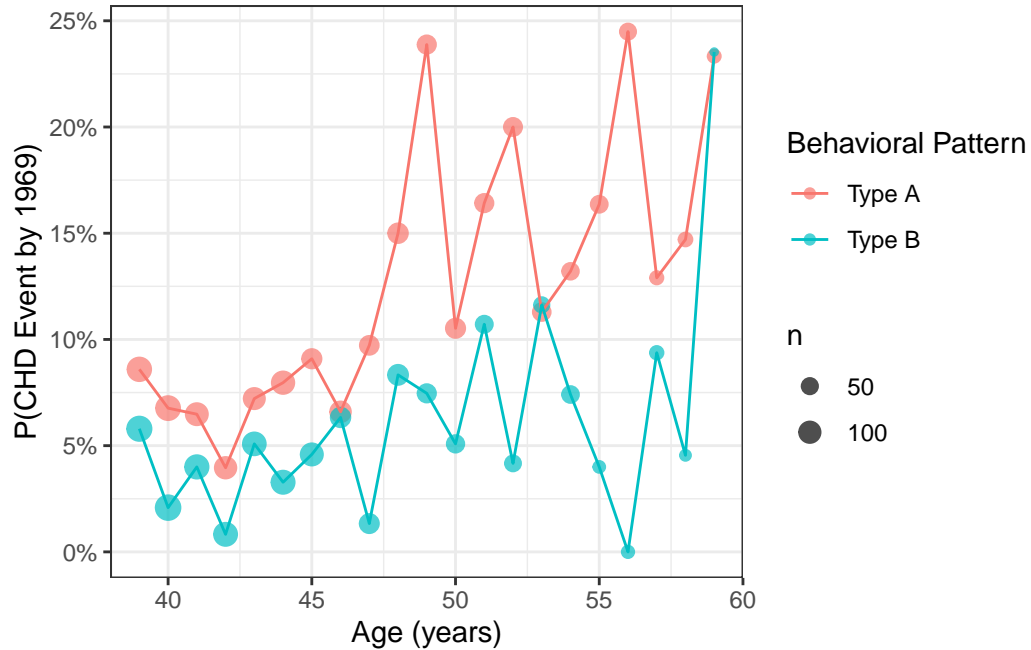 25%
20%
15%
10%
5%
0%
P(CHD Event by 1969)
40
45
50
55
60
Age (years)
Behavioral Pattern
Type A
Type B
n
50
100